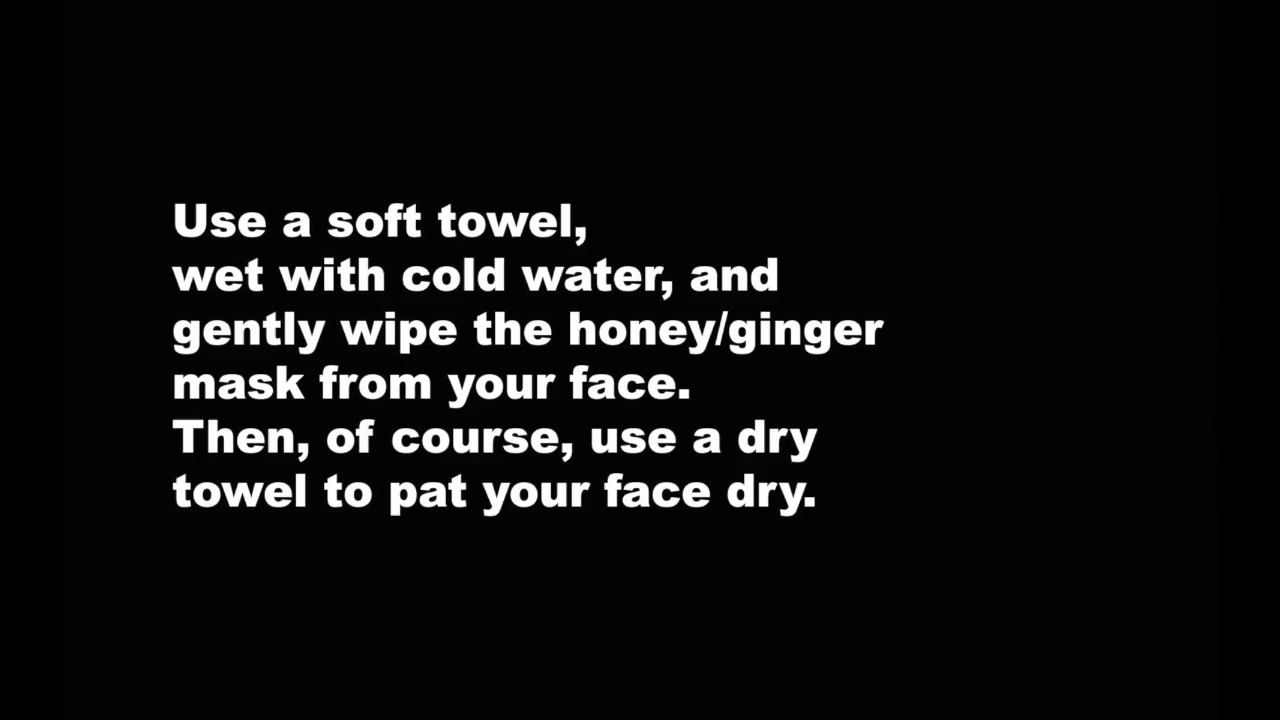 Use a soft towel,
wet with cold water, and
gently wipe the honey/ginger
mask from your face.
Then, of course, use a dry
towel to pat your face dry.